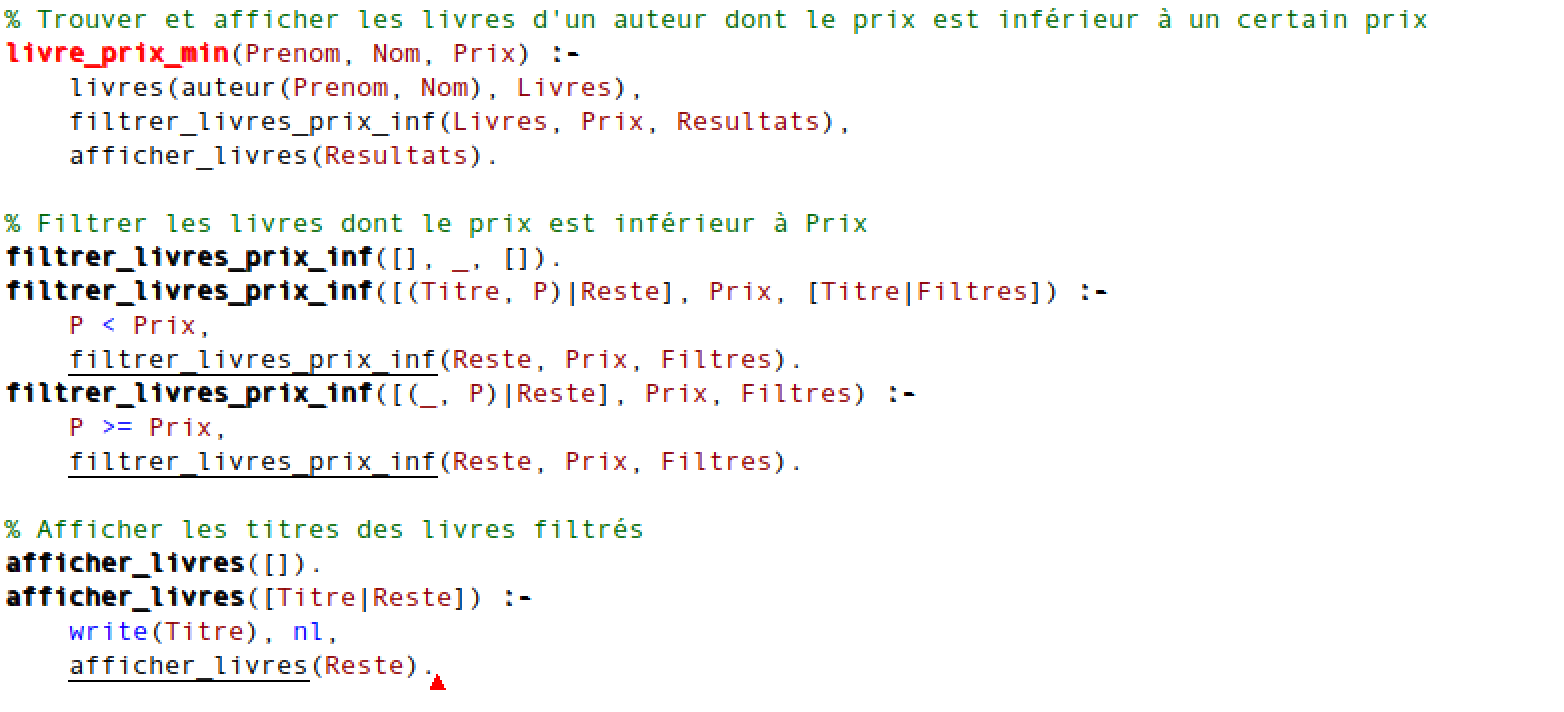 % Trouver et afficher les livres d'un auteur dont le prix est inférieur à un certain prix
livre_prix_min(Prenom, Nom, Prix) :-
    livres(auteur(Prenom, Nom), Livres),
    filtrer_livres_prix_inf(Livres, Prix, Resultats),
    afficher_livres(Resultats).

% Filtrer les livres dont le prix est inférieur à Prix
filtrer_livres_prix_inf([], _, []).
filtrer_livres_prix_inf([(Titre, P)|Reste], Prix, [Titre|Filtres]) :-
    P < Prix,
    filtrer_livres_prix_inf(Reste, Prix, Filtres).
filtrer_livres_prix_inf([(_, P)|Reste], Prix, Filtres) :-
    P >= Prix,
    filtrer_livres_prix_inf(Reste, Prix, Filtres).

% Afficher les titres des livres filtrés
afficher_livres([]).
afficher_livres([Titre|Reste]) :-
    write(Titre), nl,
    afficher_livres(Reste).